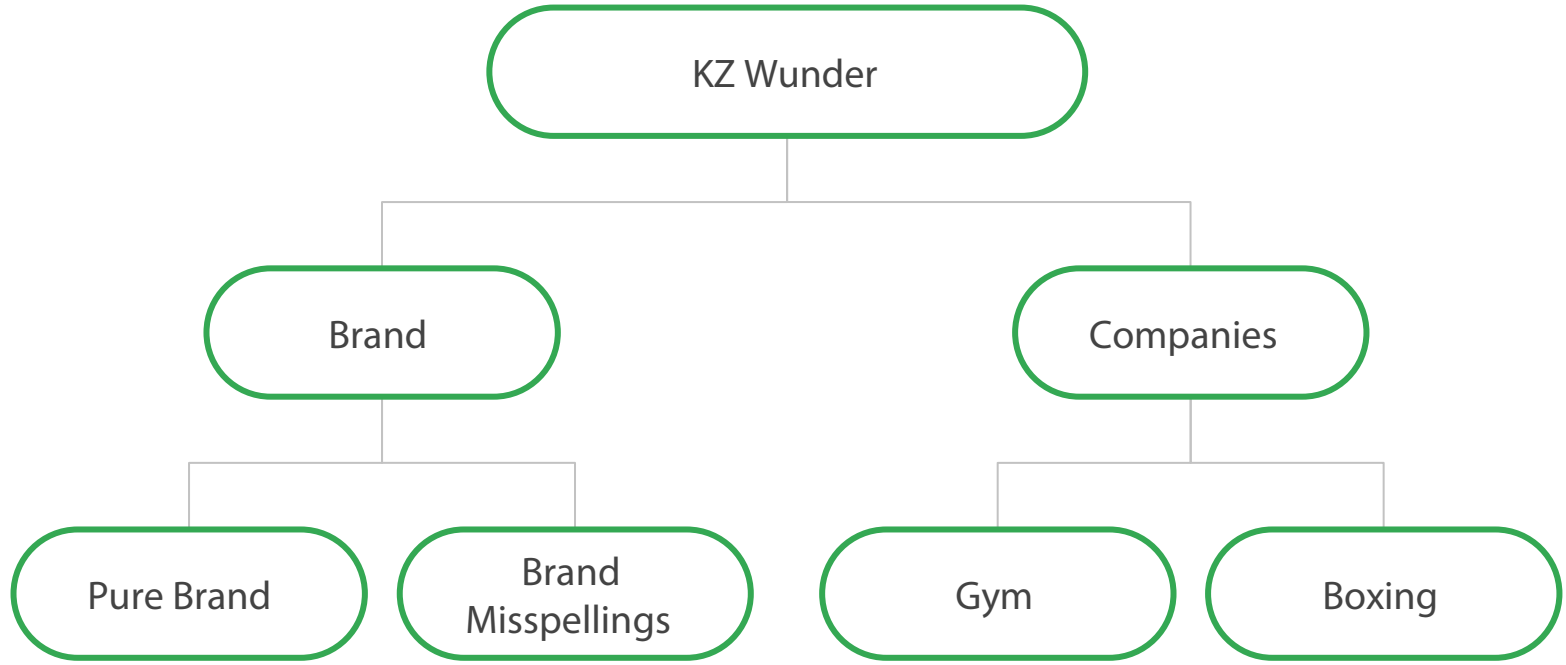 KZ Wunder
Brand
Companies
Pure Brand
Brand
Misspellings
Gym
Boxing